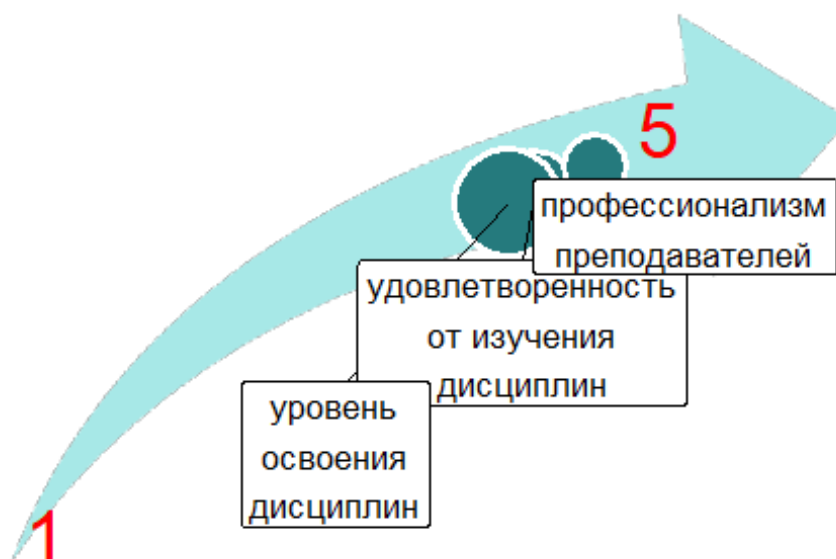 5
профессионализм
преподавателей
удовлетворенность
от изучения
дисциплин
уровень
освоения
дисциплин
1